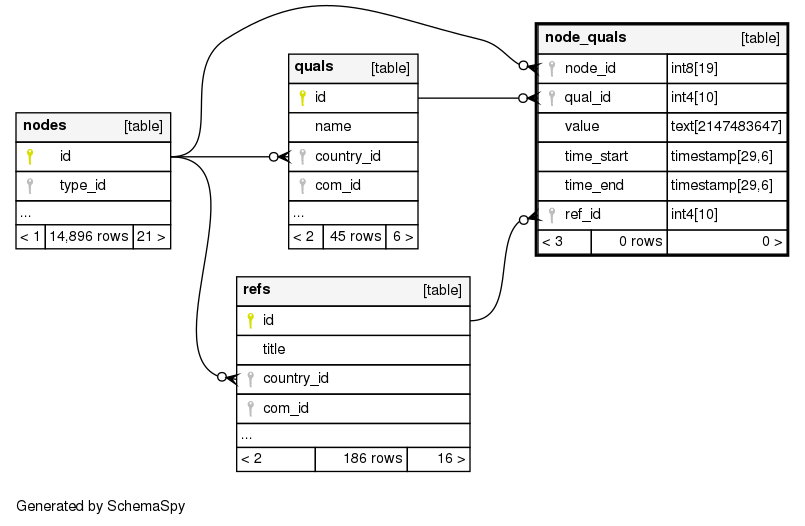 node_quals [table]
node_id int8[19]
qual_id int4[10]
value text[2147483647]
time_start timestamp[29,6]
time_end timestamp[29,6]
ref_id int4[10]
< 3 0 rows 0 >
quals [table]
id
name
country_id
com_id
...
< 2 45 rows 6 >
nodes [table]
id
type_id
...
< 1 14,896 rows 21 >
refs [table]
id
title
country_id
com_id
...
< 2 186 rows 16 >
Generated by SchemaSpy